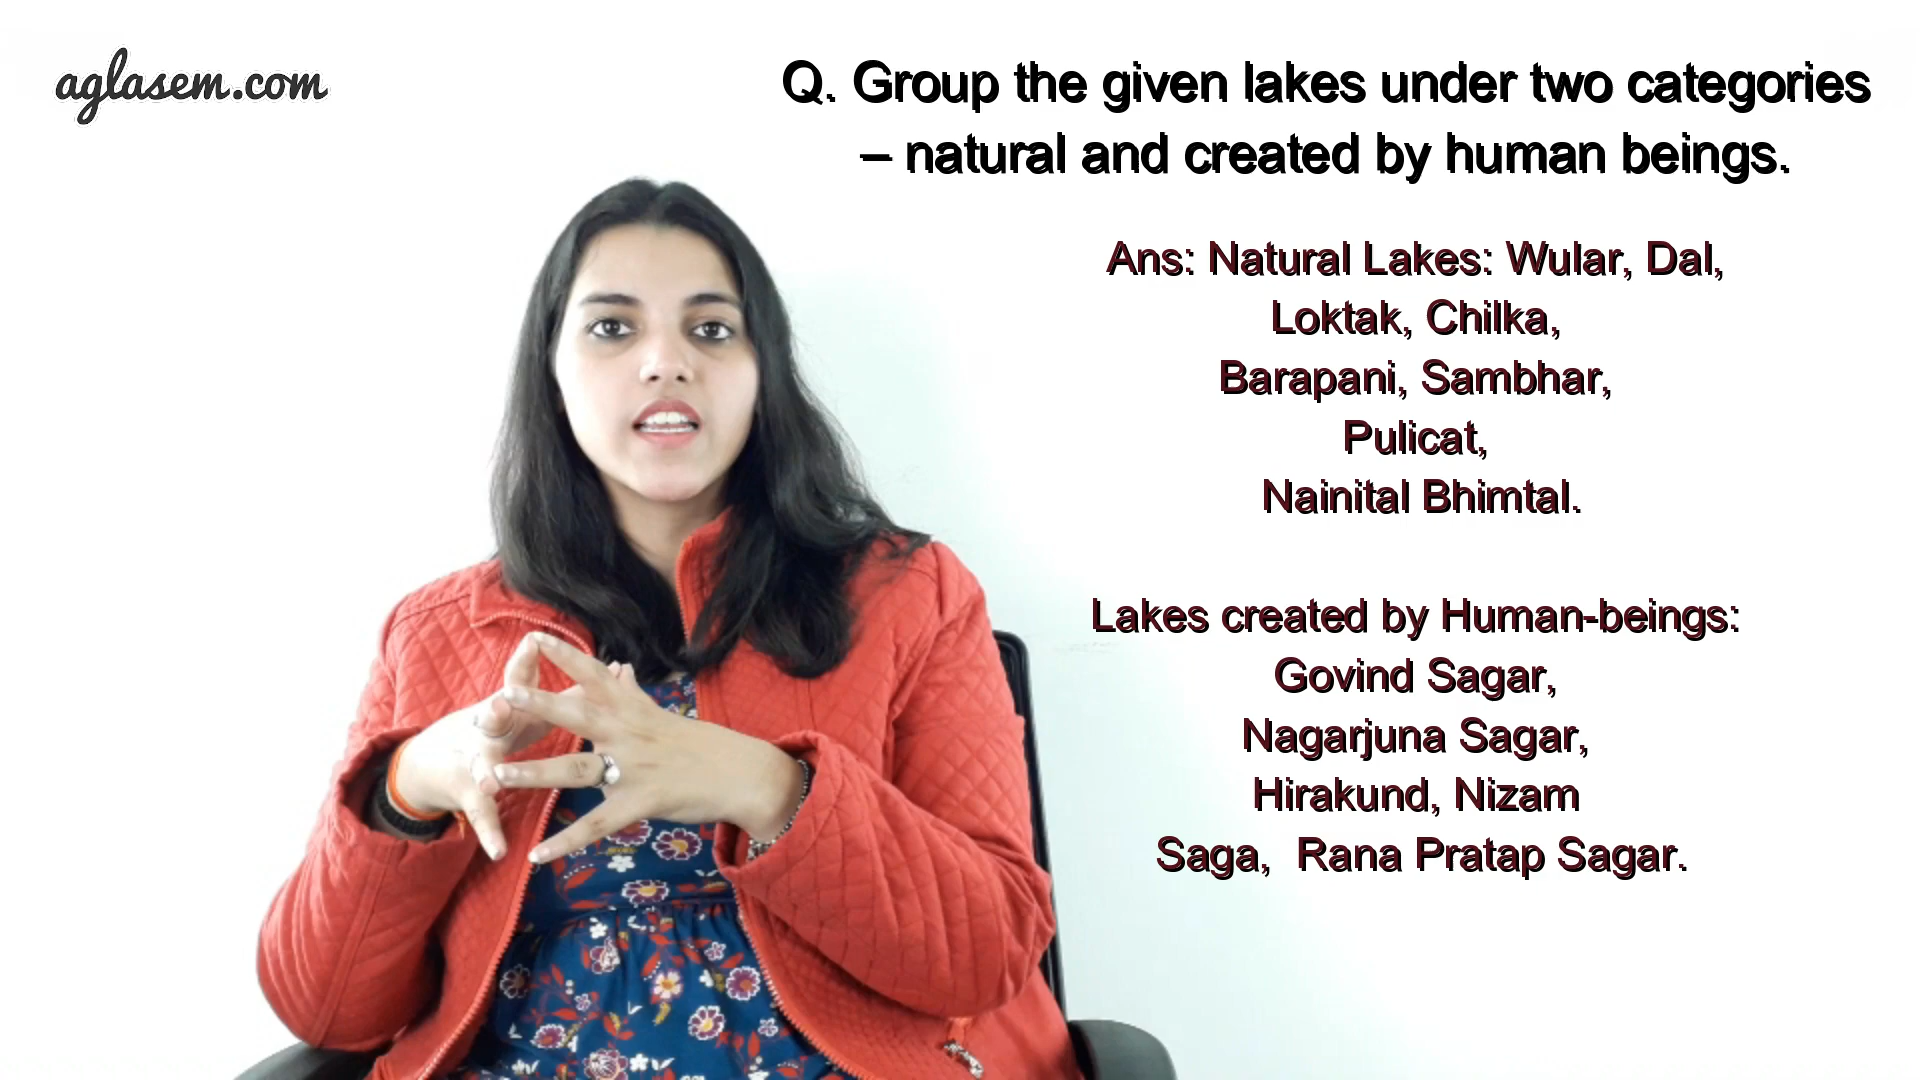 aglasem.com
Q. Group the given lakes under two categories
– natural and created by human beings.
Ans: Natural Lakes: Wular, Dal,
Loktak, Chilka,
Barapani, Sambhar,
Pulicat,
Nainital Bhimtal.
Lakes created by Human-beings:
Govind Sagar,
Nagarjuna Sagar,
Hirakund, Nizam
Saga,  Rana Pratap Sagar.